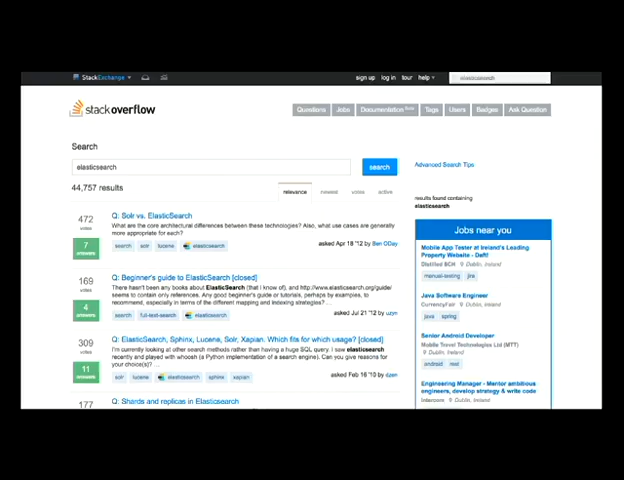 StackExchange
sign up log in tour help
elasticsearch
stackoverflow
Questions Jobs Documentation Beta Tags Users Badges Ask Question
Search
elasticsearch search
Advanced Search Tips
44,757 results
relevance newest votes active
results found containing
elasticsearch
472
votes
7
answers
Q: Solr vs. ElasticSearch
What are the core architectural differences between these technologies? Also, what use cases are generally
more appropriate for each?
search solr lucene elasticsearch
asked Apr 18 '12 by Ben ODay
169
votes
4
answers
Q: Beginner's guide to ElasticSearch [closed]
There hasn't been any books about ElasticSearch (that I know of), and http://www.elasticsearch.org/guide/
seems to contain only references. Any good beginner's guide or tutorials, perhaps by examples, to
recommend, especially in terms of the different mapping and indexing strategies? ...
search full-text-search elasticsearch
asked Jul 21 '12 by uzyn
309
votes
11
answers
Q: ElasticSearch, Sphinx, Lucene, Solr, Xapian. Which fits for which usage? [closed]
I'm currently looking at other search methods rather than having a huge SQL query. I saw elasticsearch
recently and played with whoosh (a Python implementation of a search engine). Can you give reasons for
your choice(s)? ...
solr lucene elasticsearch sphinx xapian
asked Feb 16 '10 by
177
Q: Shards and replicas in Elasticsearch
Jobs near you
Mobile App Tester at Ireland's Leading
Property Website - Daft!
Distilled SCH Dublin, Ireland
manual-testing jira
Java Software Engineer
CurrencyFair Dublin, Ireland
java spring
Senior Android Developer
Mobile Travel Technologies Ltd (MTT)
Dublin, Ireland
android rest
Engineering Manager - Mentor ambitious
engineers, develop strategy & write code
Intercom Dublin, Ireland